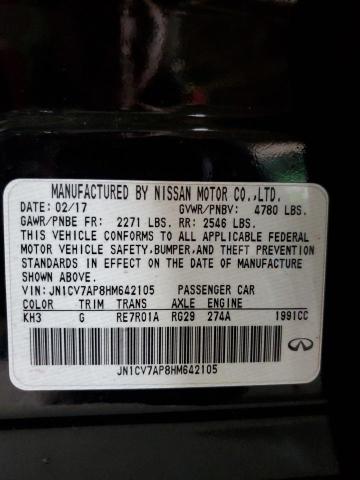 MANUFACTURED BY NISSAN MOTOR CO.,LTD.
DATE: 02/17 GVWR/PNBV: 4780 LBS.
GAWR/PNBE FR: 2271 LBS. RR: 2546 LBS.
THIS VEHICLE CONFORMS TO ALL APPLICABLE FEDERAL
MOTOR VEHICLE SAFETY,BUMPER,AND THEFT PREVENTION
STANDARDS IN EFFECT ON THE DATE OF MANUFACTURE
SHOWN ABOVE.
VIN: JN1CV7AP8HM642105 PASSENGER CAR
COLOR TRIM TRANS AXLE ENGINE
KH3 G RE7R01A RG29 274A 1991CC
JN1CV7AP8HM642105